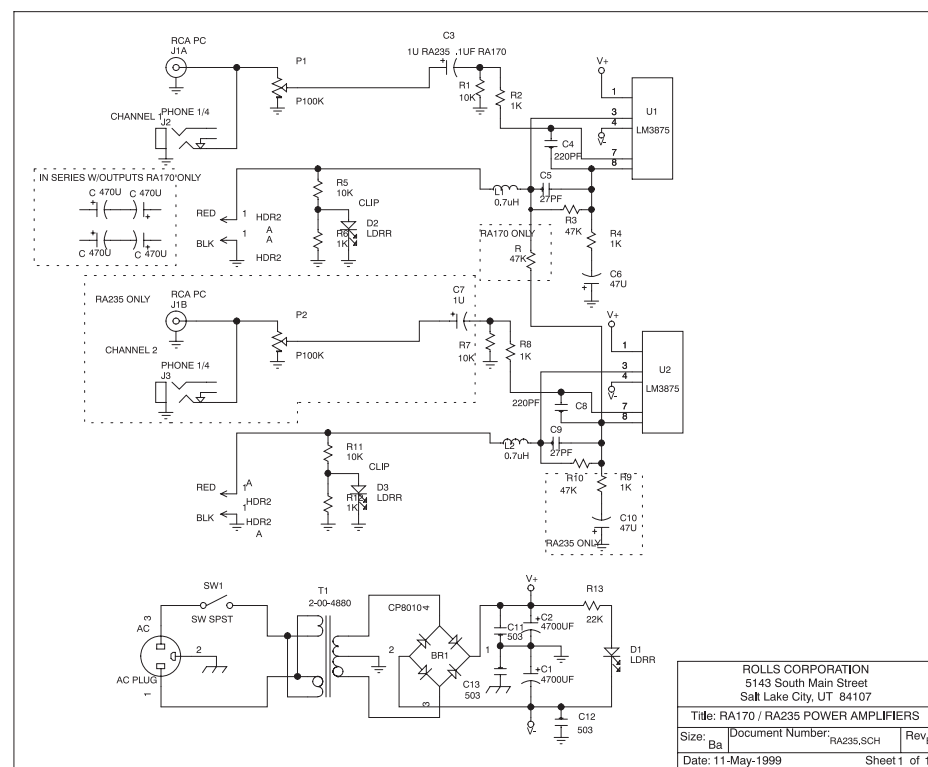 RCA PC
J1A
P1
P100K
CHANNEL 1
PHONE 1/4
J2
C3
1U RA235 .1UF RA170
R1
10K
R2
1K
V+
1
3
4
7
8
U1
LM3875
V-
C4
220PF
IN SERIES W/OUTPUTS RA170 ONLY
C 470U C 470U
C 470U C 470U
R5
10K
CLIP
D2
LDRR
R6
1K
RED 1 HDR2
A
A
BLK 1
HDR2
L1
0.7uH
C5
27PF
R3
47K
R4
1K
C6
47U
RA170 ONLY
R
47K
RA235 ONLY
RCA PC
J1B
P2
P100K
CHANNEL 2
PHONE 1/4
J3
C7
1U
R7
10K
R8
1K
V+
1
3
4
7
8
U2
LM3875
V-
220PF
C8
C9
27PF
L2
0.7uH
R10
47K
R9
1K
C10
47U
RA235 ONLY
R11
10K
CLIP
D3
LDRR
R12
1K
RED 1 A
HDR2
BLK 1
HDR2
A
SW1
SW SPST
AC
3
2
1
AC PLUG
T1
2-00-4880
CP8010
4
2
BR1
1
3
C11
503
C13
503
V+
C2
4700UF
C1
4700UF
V-
C12
503
R13
22K
D1
LDRR
ROLLS CORPORATION
5143 South Main Street
Salt Lake City, UT 84107
Title: RA170 / RA235 POWER AMPLIFIERS
Size: Ba
Document Number: RA235,SCH
Rev
Date: 11-May-1999
Sheet 1 of 1